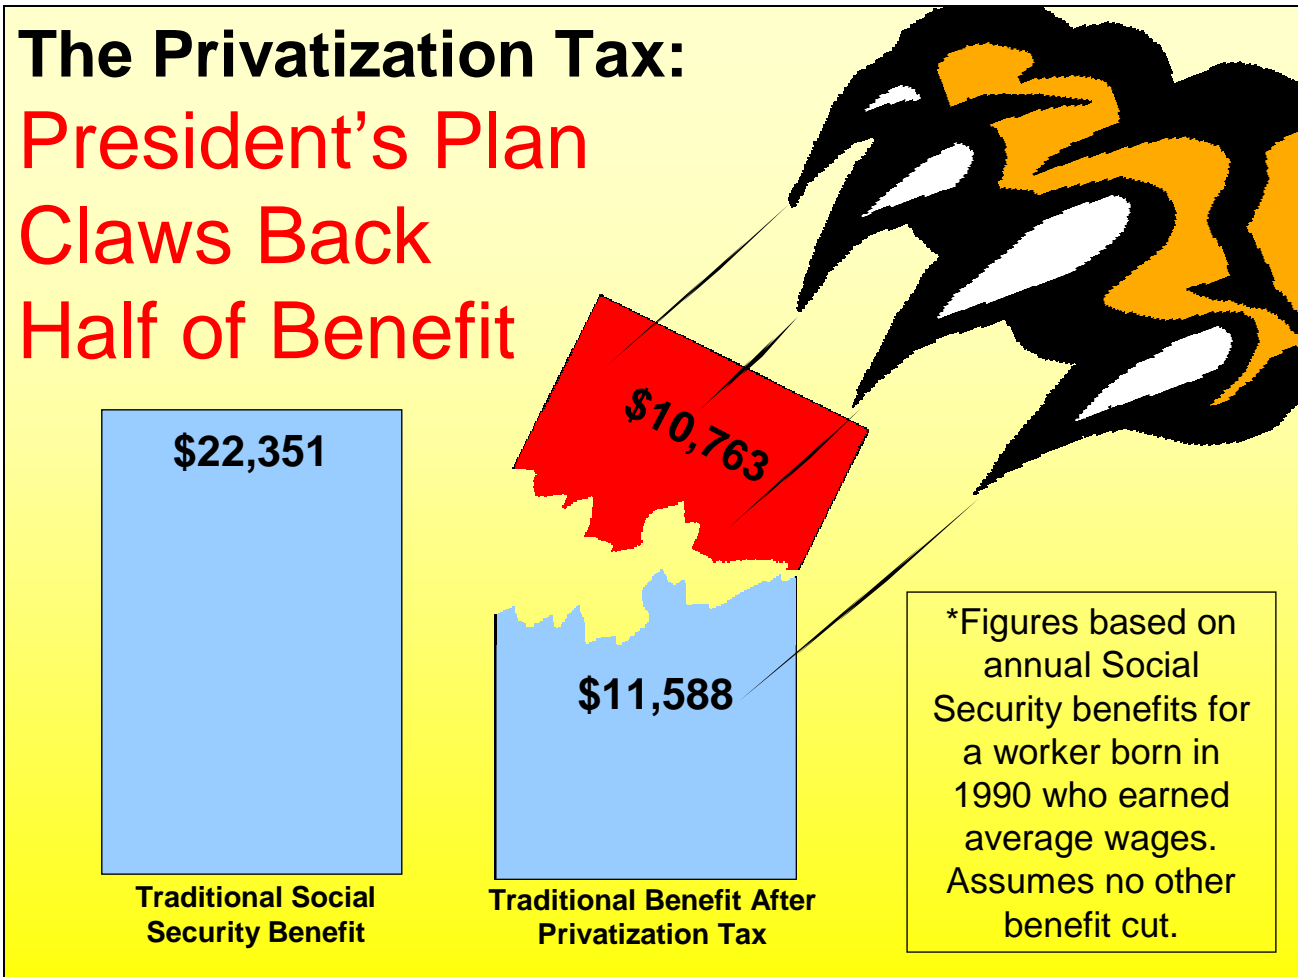 The Privatization Tax:
President's Plan
Claws Back
Half of Benefit
$22,351
$10,763
$11,588
Traditional Social
Security Benefit
Traditional Benefit After
Privatization Tax
*Figures based on
annual Social
Security benefits for
a worker born in
1990 who earned
average wages.
Assumes no other
benefit cut.